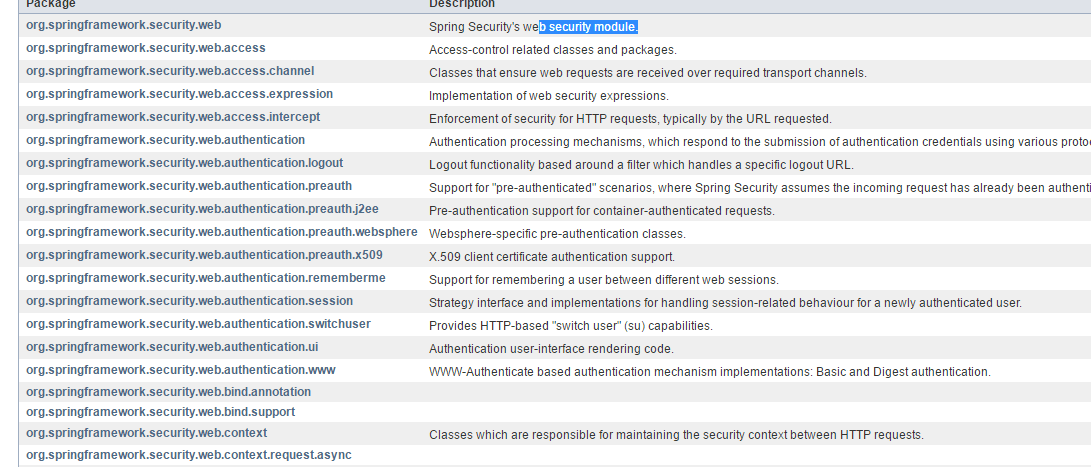 Package Description
org.springframework.security.web Spring Security's web security module.
org.springframework.security.web.access Access-control related classes and packages.
org.springframework.security.web.access.channel Classes that ensure web requests are received over required transport channels.
org.springframework.security.web.access.expression Implementation of web security expressions.
org.springframework.security.web.access.intercept Enforcement of security for HTTP requests, typically by the URL requested.
org.springframework.security.web.authentication Authentication processing mechanisms, which respond to the submission of authentication credentials using various proto
org.springframework.security.web.authentication.logout Logout functionality based around a filter which handles a specific logout URL.
org.springframework.security.web.authentication.preauth Support for "pre-authenticated" scenarios, where Spring Security assumes the incoming request has already been authenti
org.springframework.security.web.authentication.preauth.j2ee Pre-authentication support for container-authenticated requests.
org.springframework.security.web.authentication.preauth.websphere Websphere-specific pre-authentication classes.
org.springframework.security.web.authentication.preauth.x509 X.509 client certificate authentication support.
org.springframework.security.web.authentication.rememberme Support for remembering a user between different web sessions.
org.springframework.security.web.authentication.session Strategy interface and implementations for handling session-related behaviour for a newly authenticated user.
org.springframework.security.web.authentication.switchuser Provides HTTP-based "switch user" (su) capabilities.
org.springframework.security.web.authentication.ui Authentication user-interface rendering code.
org.springframework.security.web.authentication.www WWW-Authenticate based authentication mechanism implementations: Basic and Digest authentication.
org.springframework.security.web.bind.annotation
org.springframework.security.web.bind.support
org.springframework.security.web.context Classes which are responsible for maintaining the security context between HTTP requests.
org.springframework.security.web.context.request.async